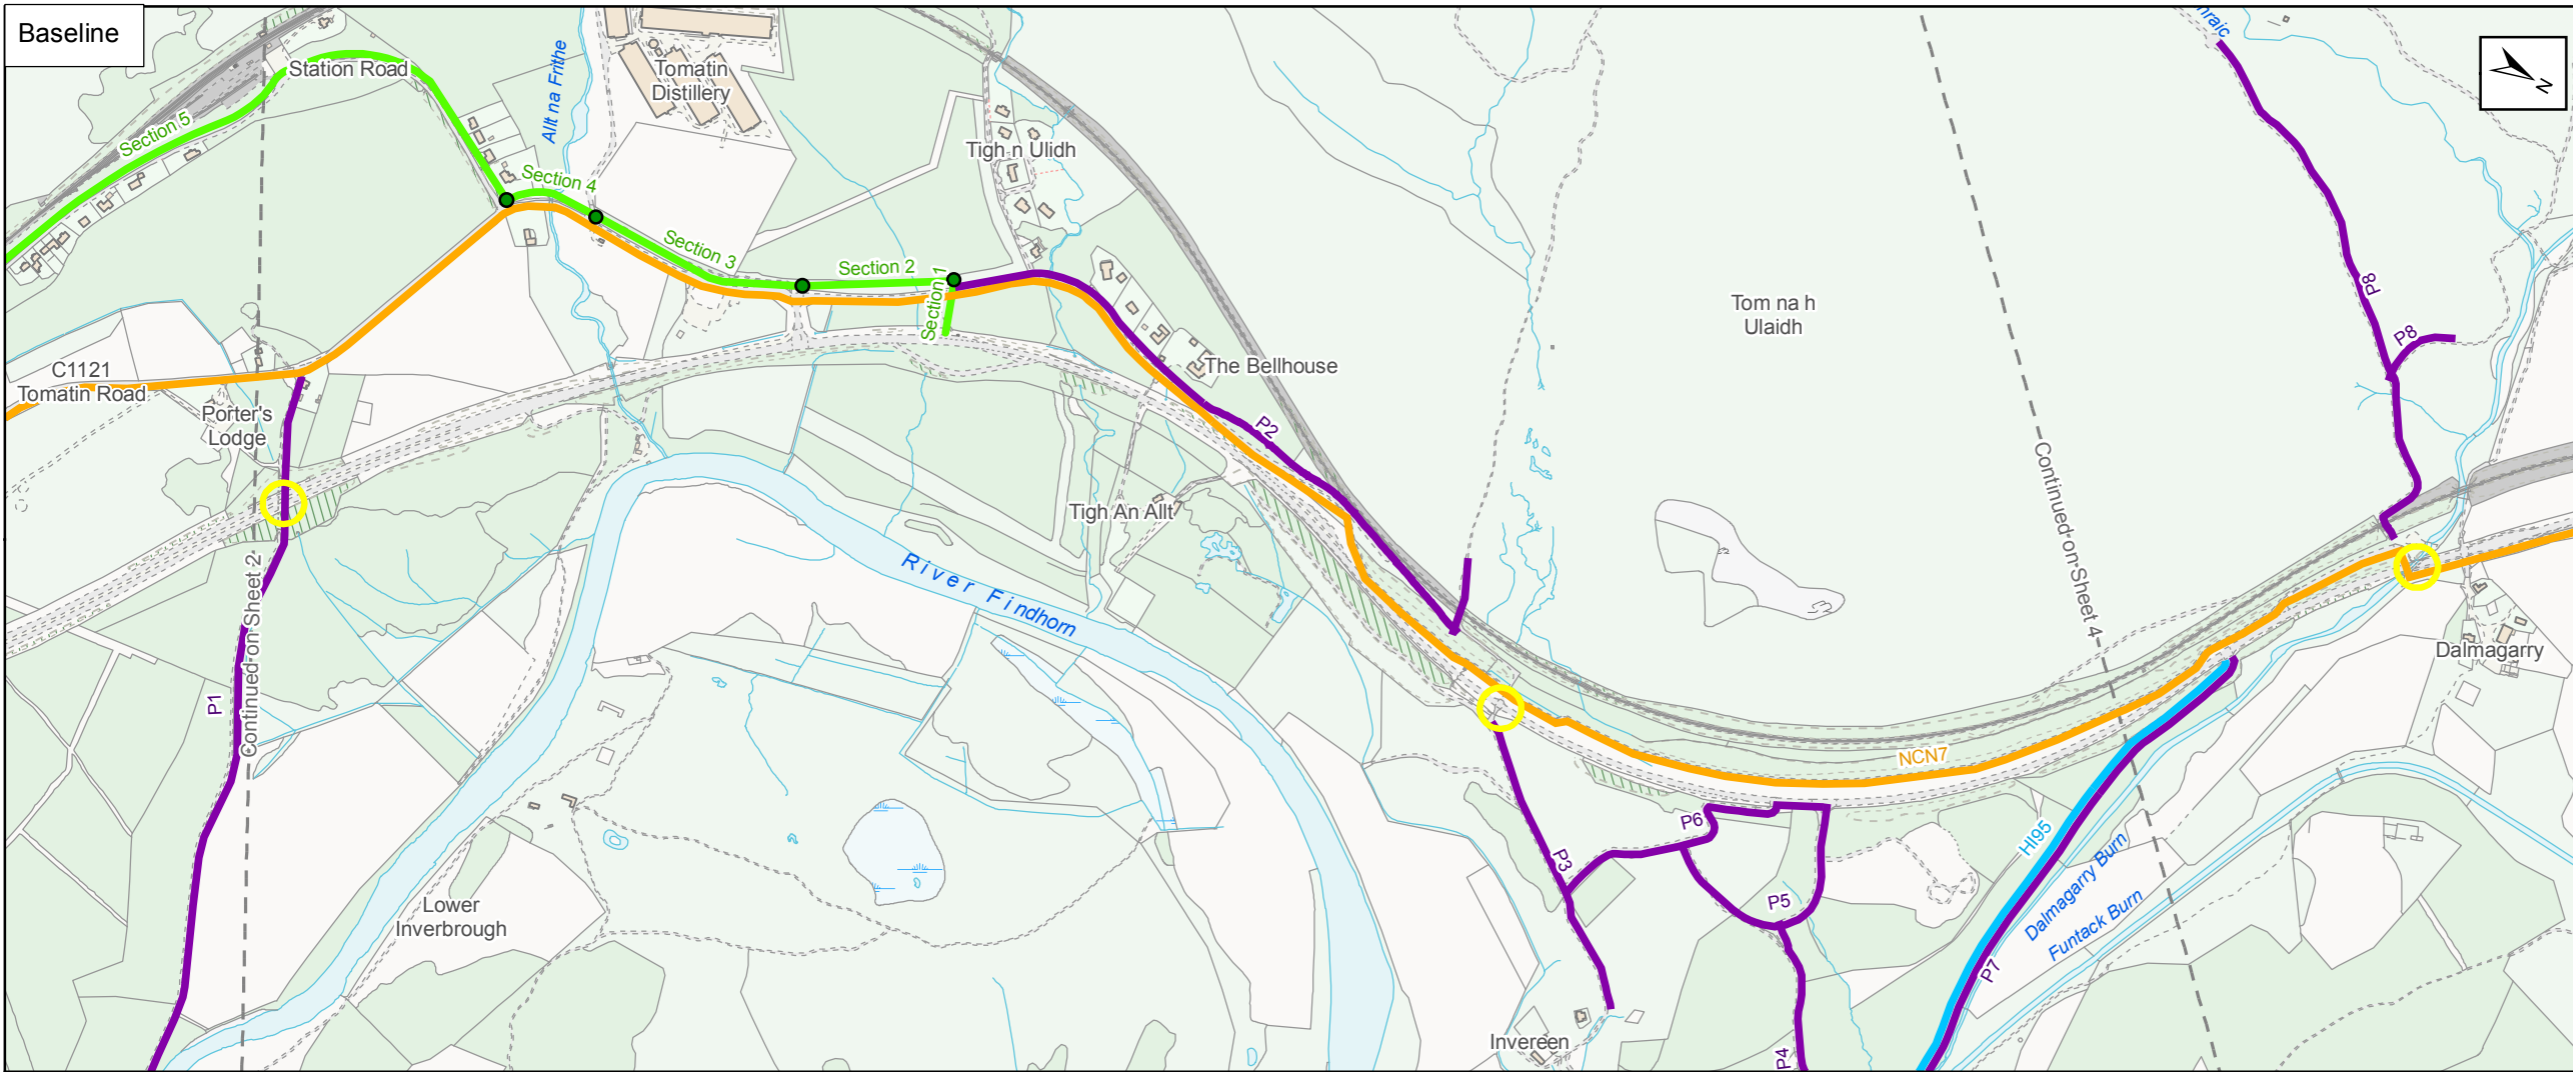 Baseline
Station Road
Allt na Frithe
Tomatin
Distillery
N
Section 5
Section 4
Section 3
Section 2
Section 1
Tigh n Ulidh
The Bellhouse
Tom na h
Ulaidh
P8
P8
C1121
Tomatin Road
Porter's
Lodge
P2
Tigh An Allt
River Findhorn
Continued on Sheet 2
Continued on Sheet 4
P1
Dalmagarry
NCN7
P6
P3
P5
HI95
Dalmagarry Burn
Funtack Burn
P7
Lower
Inverbrough
Invereen
P4